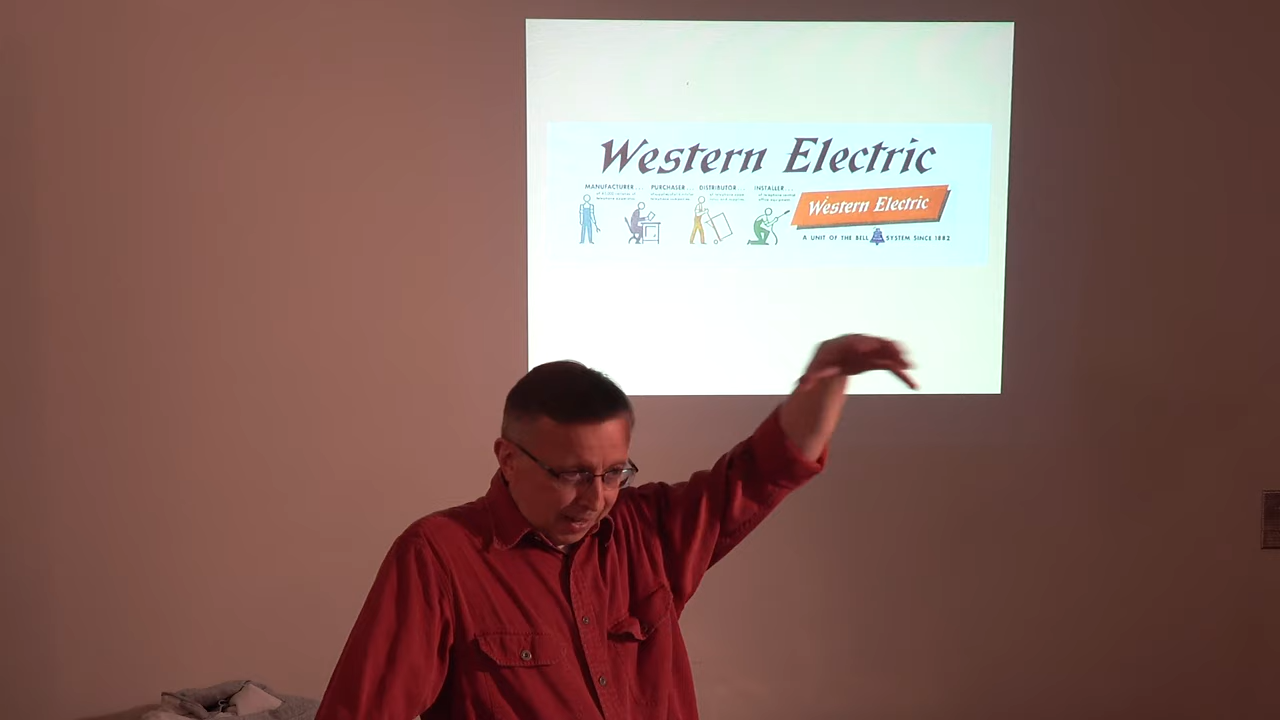 Western Electric
MANUFACTURER... PURCHASER... DISTRIBUTOR... INSTALLER...
Western Electric
A UNIT OF THE BELL SYSTEM SINCE 1882